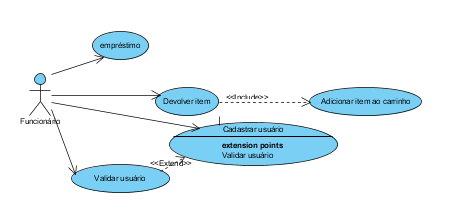 empréstimo
Devolver item
<<Include>>
Adicionar item ao carrinho
Funcionário
Cadastrar usuário
extension points
Validar usuário
<<Extend>>
Validar usuário